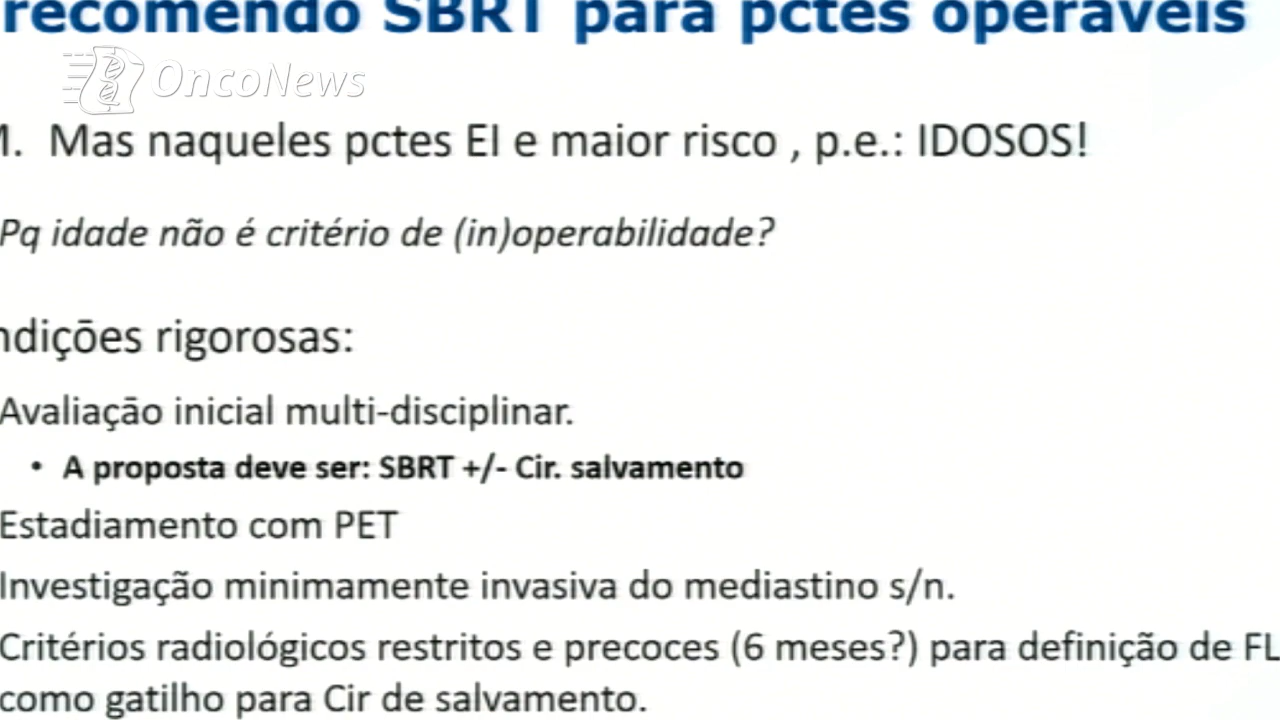 recomendo SBRT para pctes operáveis
OncoNews
Mas naqueles pctes EI e maior risco , p.e.: IDOSOS!
Pq idade não é critério de (in)operabilidade?
ndições rigorosas:
Avaliação inicial multi-disciplinar.
• A proposta deve ser: SBRT +/- Cir. salvamento
Estadiamento com PET
Investigação minimamente invasiva do mediastino s/n.
Critérios radiológicos restritos e precoces (6 meses?) para definição de FL
como gatilho para Cir de salvamento.